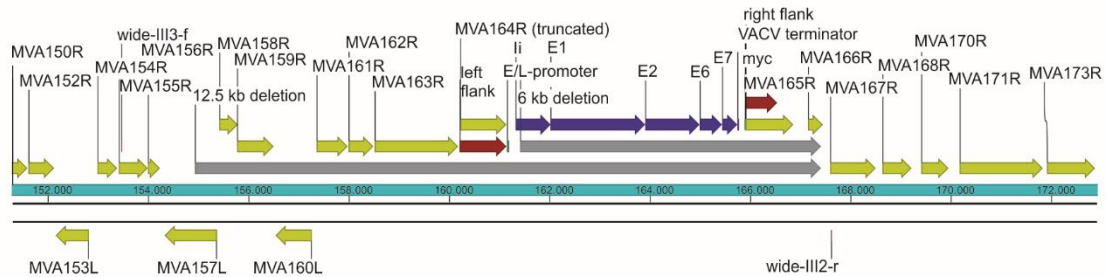 right flank
MVA164R (truncated)
VACV terminator
wide-III3-f
MVA162R
Ii
E1
MVA170R
MVA150R
MVA156R
MVA158R
E7
myc
MVA166R
MVA154R
MVA159R
MVA161R
left
flank
E/L-promoter
E2
E6
MVA168R
MVA152R
MVA155R
MVA163R
MVA165R
MVA167R
MVA171R
MVA173R
12.5 kb deletion
6 kb deletion
152.000
154.000
156.000
158.000
160.000
162.000
164.000
166.000
168.000
170.000
172.000
MVA153L
MVA157L
MVA160L
wide-III2-r